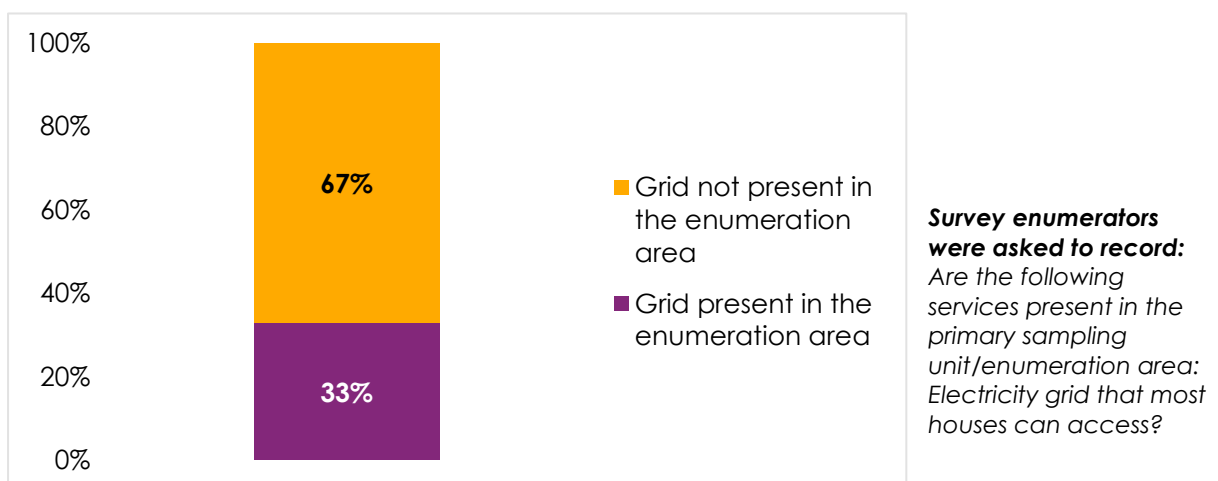 100%
80%
60%
40%
20%
0%
67%
33%
Grid not present in
the enumeration
area
Grid present in the
enumeration area
Survey enumerators
were asked to record:
Are the following
services present in the
primary sampling
unit/enumeration area:
Electricity grid that most
houses can access?